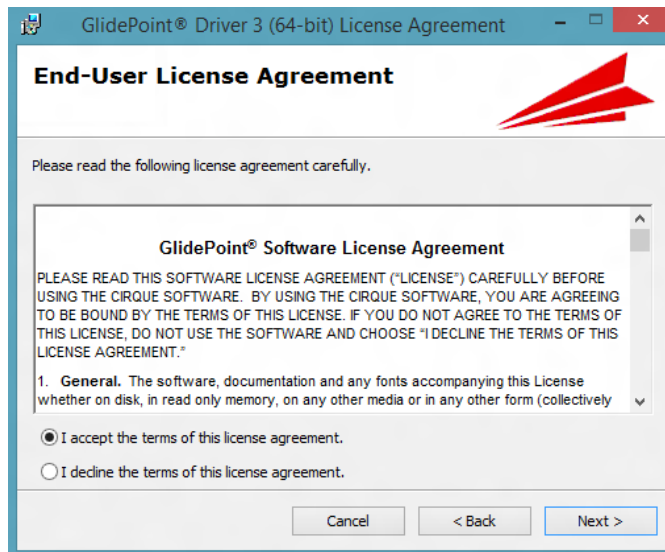 GlidePoint® Driver 3 (64-bit) License Agreement
End-User License Agreement
Please read the following license agreement carefully.
GlidePoint® Software License Agreement
PLEASE READ THIS SOFTWARE LICENSE AGREEMENT (“LICENSE”) CAREFULLY BEFORE
USING THE CIRQUE SOFTWARE.  BY USING THE CIRQUE SOFTWARE, YOU ARE AGREEING
TO BE BOUND BY THE TERMS OF THIS LICENSE. IF YOU DO NOT AGREE TO THE TERMS OF
THIS LICENSE, DO NOT USE THE SOFTWARE AND CHOOSE “I DECLINE THE TERMS OF THIS
LICENSE AGREEMENT.”
1. General. The software, documentation and any fonts accompanying this License
whether on disk, in read only memory, on any other media or in any other form (collectively
I accept the terms of this license agreement.
I decline the terms of this license agreement.
Cancel
< Back
Next >